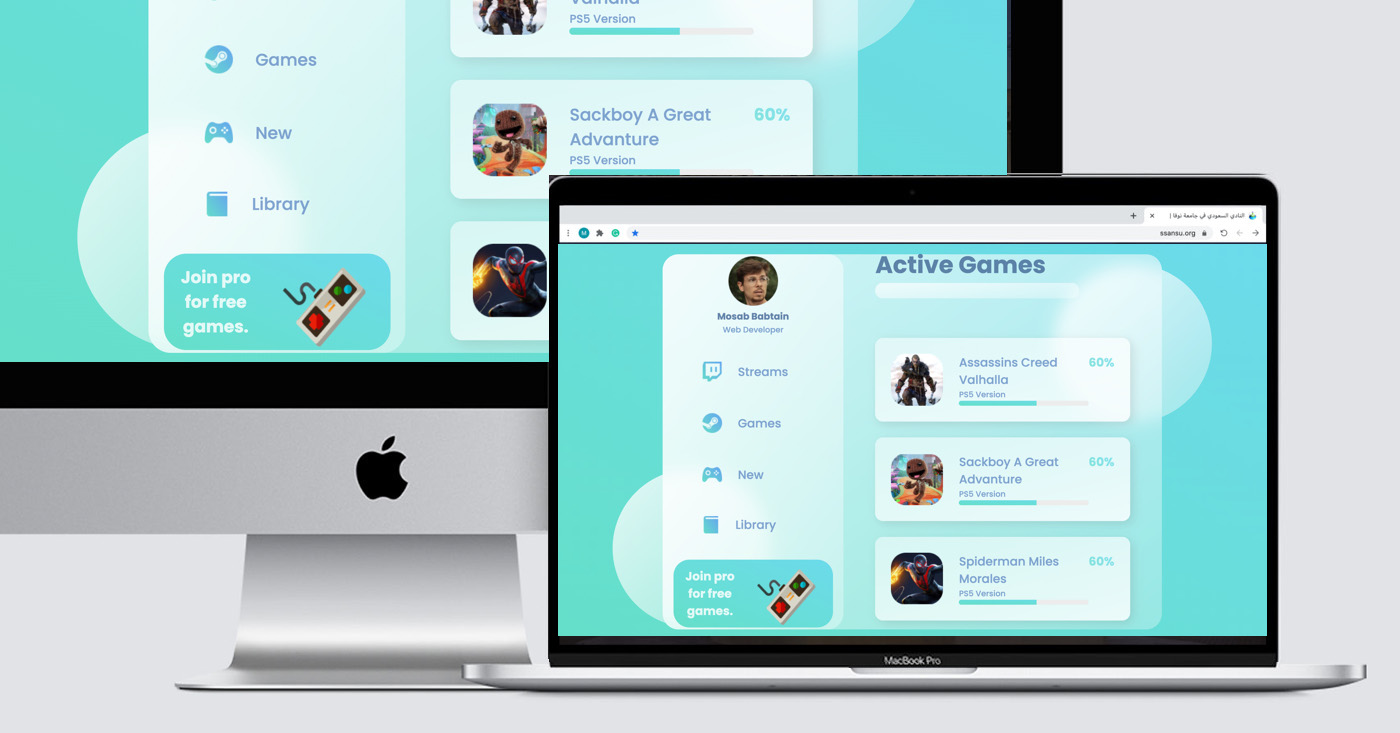 Valhalla
PS5 Version
Games
Sackboy A Great
Advanture
60%
PS5 Version
New
Library
Join pro
for free
games.
النادي السعودي في جامعة نوفا |
ssansu.org
M
Active Games
Mosab Babtain
Web Developer
Streams
Games
New
Library
Join pro
for free
games.
Assassins Creed
Valhalla
60%
PS5 Version
Sackboy A Great
Advanture
60%
PS5 Version
Spiderman Miles
Morales
60%
PS5 Version
MacBook Pro